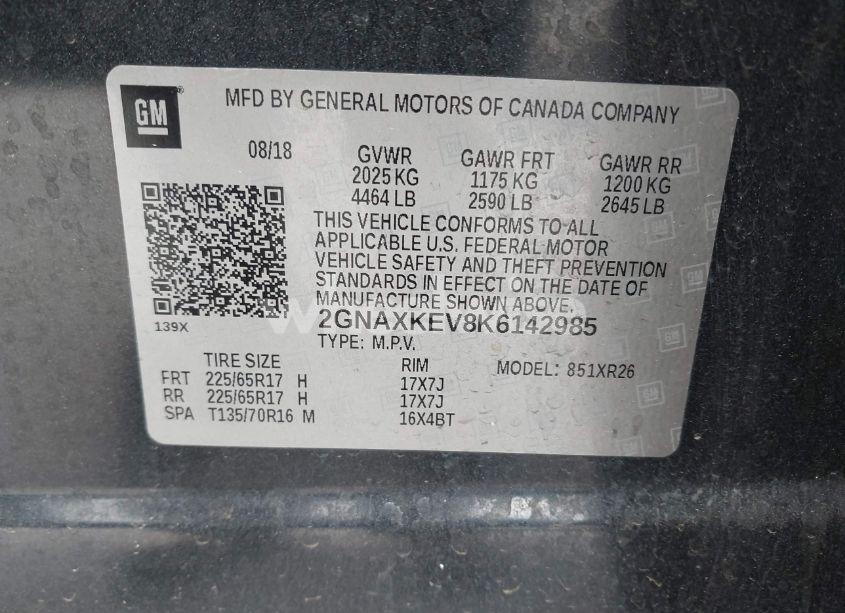 GM
MFD BY GENERAL MOTORS OF CANADA COMPANY
08/18 GVWR GAWR FRT GAWR RR
2025 KG 1175 KG 1200 KG
4464 LB 2590 LB 2645 LB
THIS VEHICLE CONFORMS TO ALL
APPLICABLE U.S. FEDERAL MOTOR
VEHICLE SAFETY AND THEFT PREVENTION
STANDARDS IN EFFECT ON THE DATE OF
MANUFACTURE SHOWN ABOVE.
139X 2GNAXKEV8K6142985
TYPE: M.P.V. MODEL: 851XR26
TIRE SIZE RIM
FRT 225/65R17 H 17X7J
RR 225/65R17 H 17X7J
SPA T135/70R16 M 16X4BT